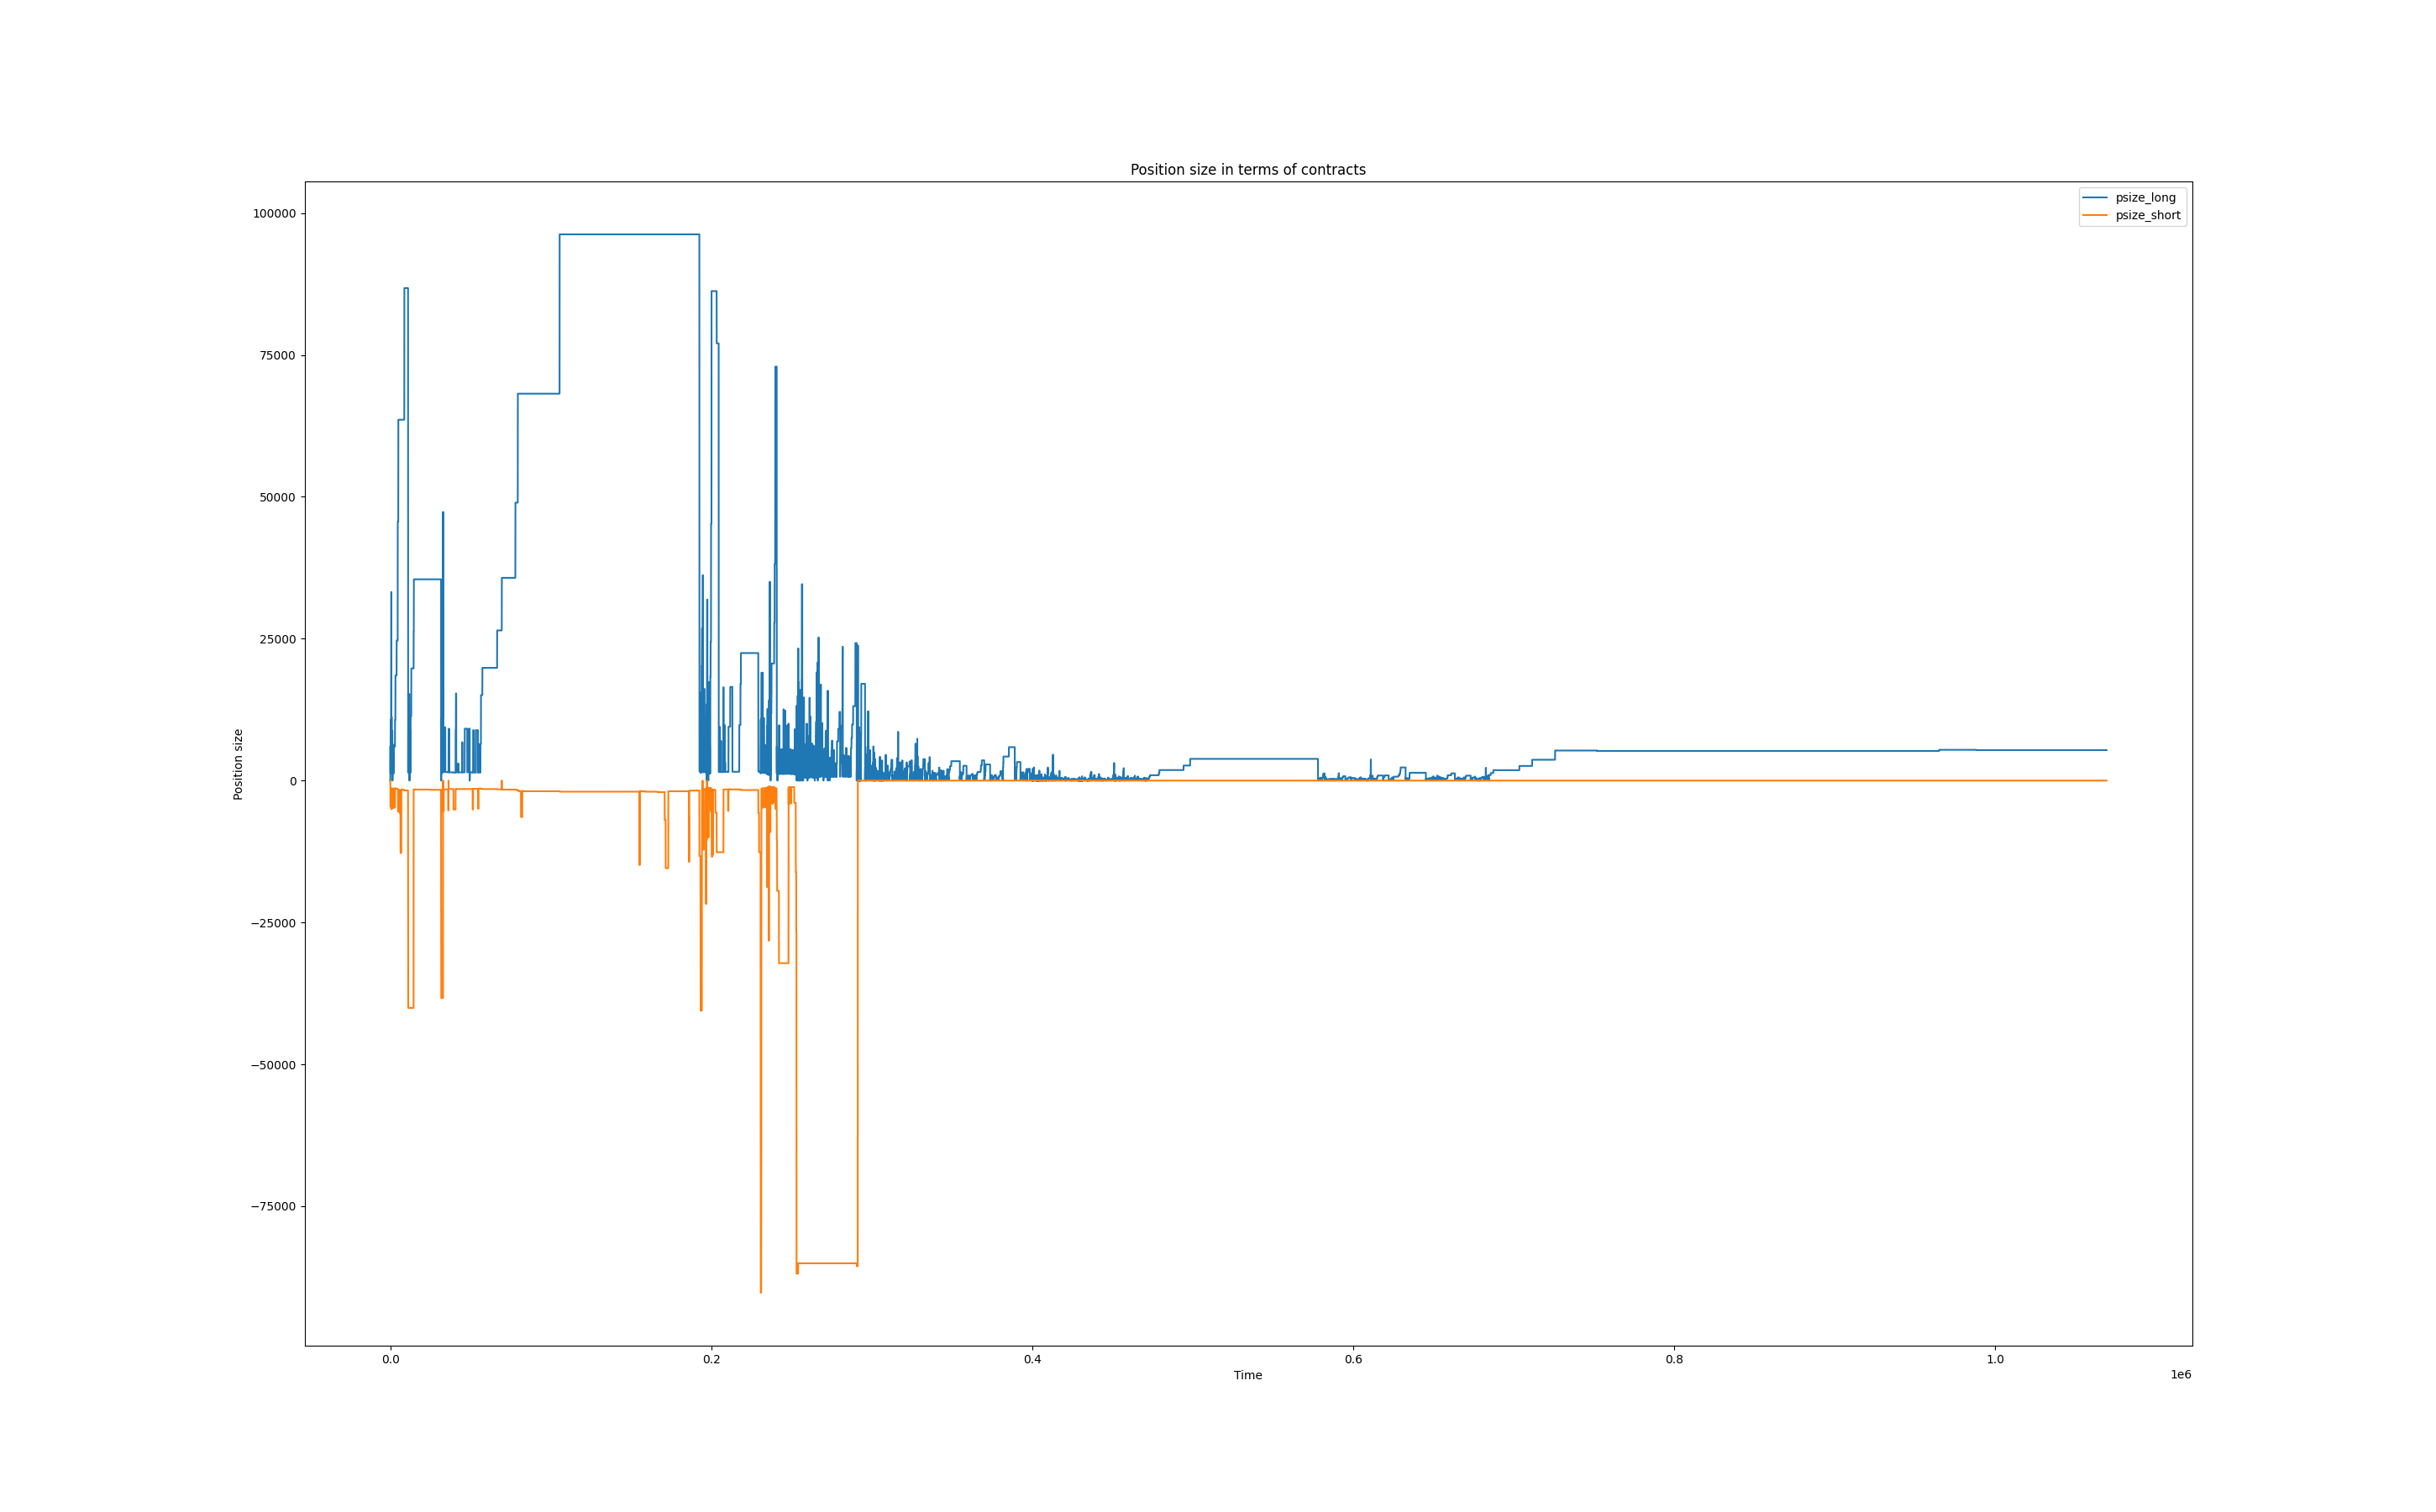 Position size in terms of contracts
psize_long
psize_short
100000
75000
50000
25000
0
−25000
−50000
−75000
Position size
0.0
0.2
0.4
0.6
0.8
1.0
Time
1e6